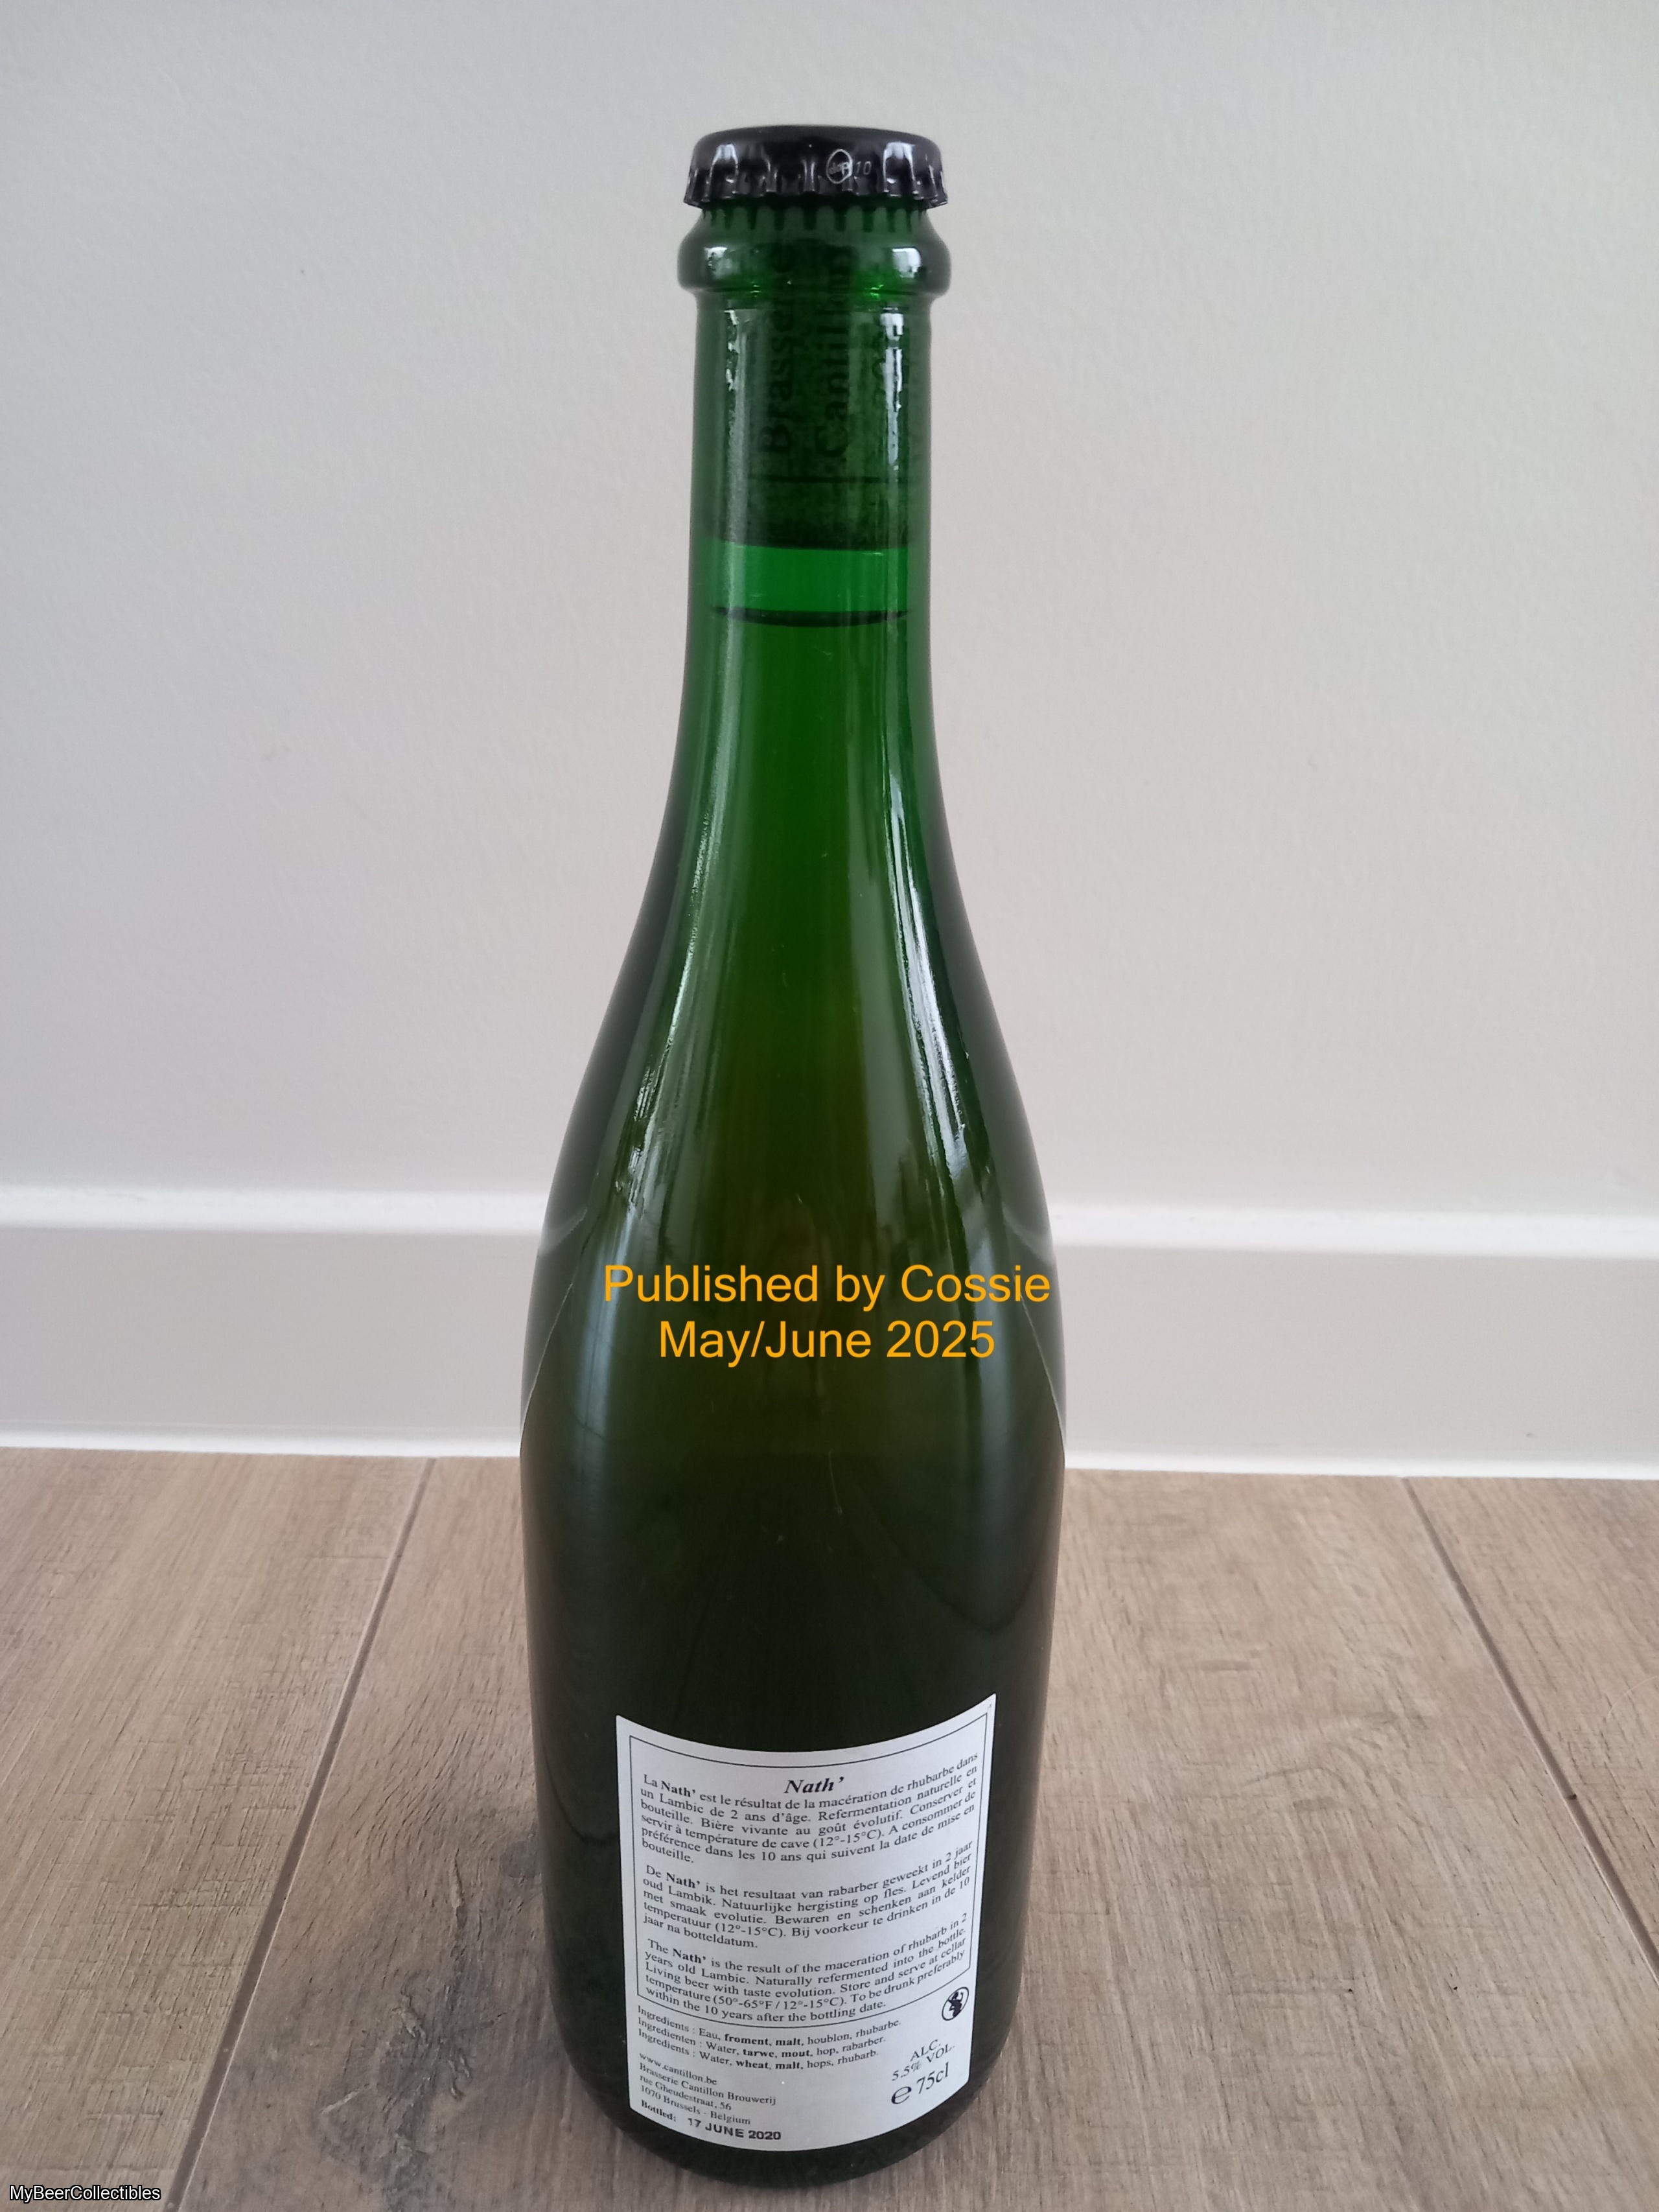 10
Brasserie
Cantillon
Published by Cossie
May/June 2025
Nath’
La Nath’ est le résultat de la macération de rhubarbe dans
un Lambic de 2 ans d’âge. Refermentation naturelle en
bouteille. Bière vivante au goût évolutif. Conserver et
servir à température de cave (12°-15°C). A consommer de
préférence dans les 10 ans qui suivent la date de mise en
bouteille.
De Nath’ is het resultaat van rabarber geweekt in 2 jaar
oud Lambik. Natuurlijke hergisting op fles. Levend bier
met smaak evolutie. Bewaren en schenken aan kelder
temperatuur (12°-15°C). Bij voorkeur te drinken in de 10
jaar na botteldatum.
The Nath’ is the result of the maceration of rhubarb in 2
years old Lambic. Naturally refermented into the bottle.
Living beer with taste evolution. Store and serve at cellar
temperature (50°-65°F / 12°-15°C). To be drunk preferably
within the 10 years after the bottling date.
Ingredients : Eau, froment, malt, houblon, rhubarbe.
Ingredienten : Water, tarwe, mout, hop, rabarber.
Ingredients : Water, wheat, malt, hops, rhubarb.
www.cantillon.be
Brasserie Cantillon Brouwerij
rue Gheudestraat, 56
1070 Brussels - Belgium
Bottled: 17 JUNE 2020
ALC.
5.5% VOL.
e 75cl
MyBeerCollectibles